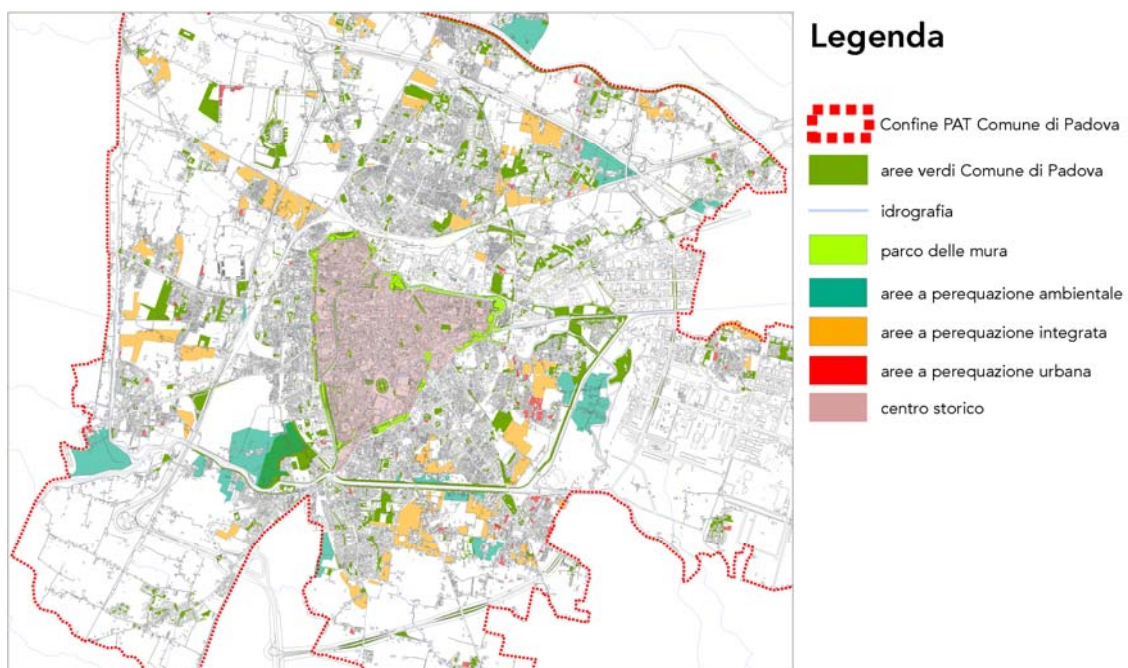 Legenda
Confine PAT Comune di Padova
aree verdi Comune di Padova
idrografia
parco delle mura
aree a perequazione ambientale
aree a perequazione integrata
aree a perequazione urbana
centro storico